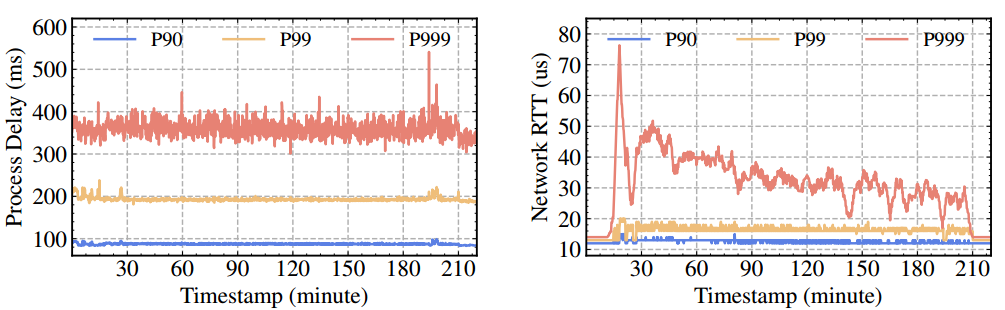 Process Delay (ms)
600
500
400
300
200
100
P90 P99 P999
30 60 90 120 150 180 210
Timestamp (minute)
Network RTT (us)
80
70
60
50
40
30
20
10
P90 P99 P999
30 60 90 120 150 180 210
Timestamp (minute)